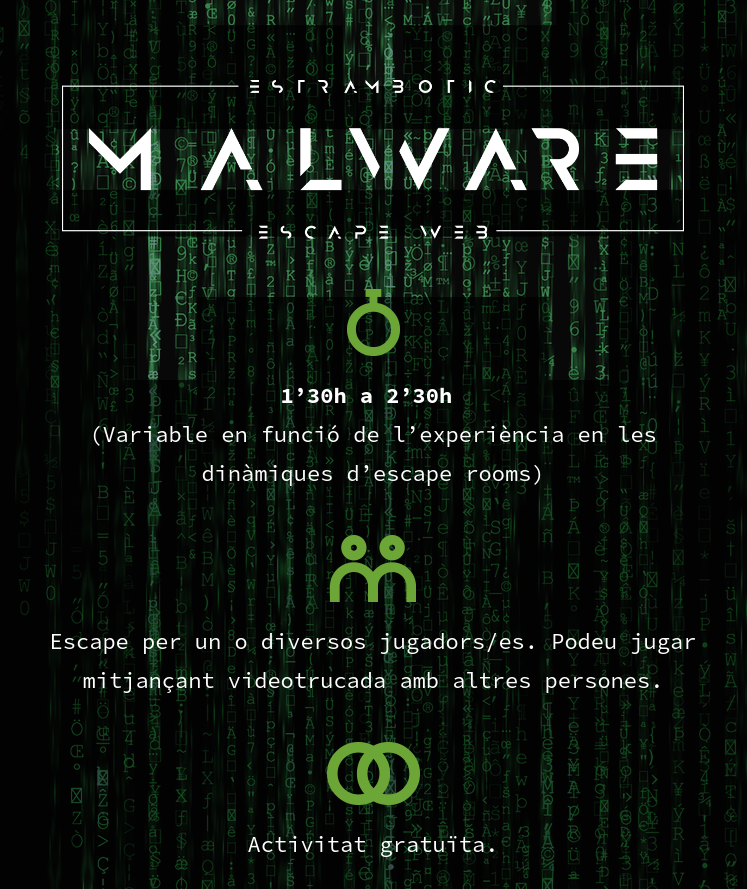 ESTRAMBOTIC
MALWARE
ESCAPE WEB
1’30h a 2’30h
(Variable en funció de l’experiència en les
dinàmiques d’escape rooms)
Escape per un o diversos jugadors/es. Podeu jugar
mitjançant videotrucada amb altres persones.
Activitat gratuïta.